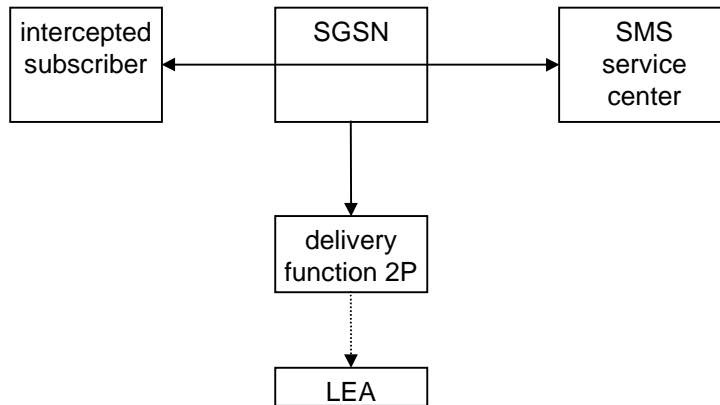 intercepted
subscriber
SGSN
SMS
service
center
delivery
function 2P
LEA